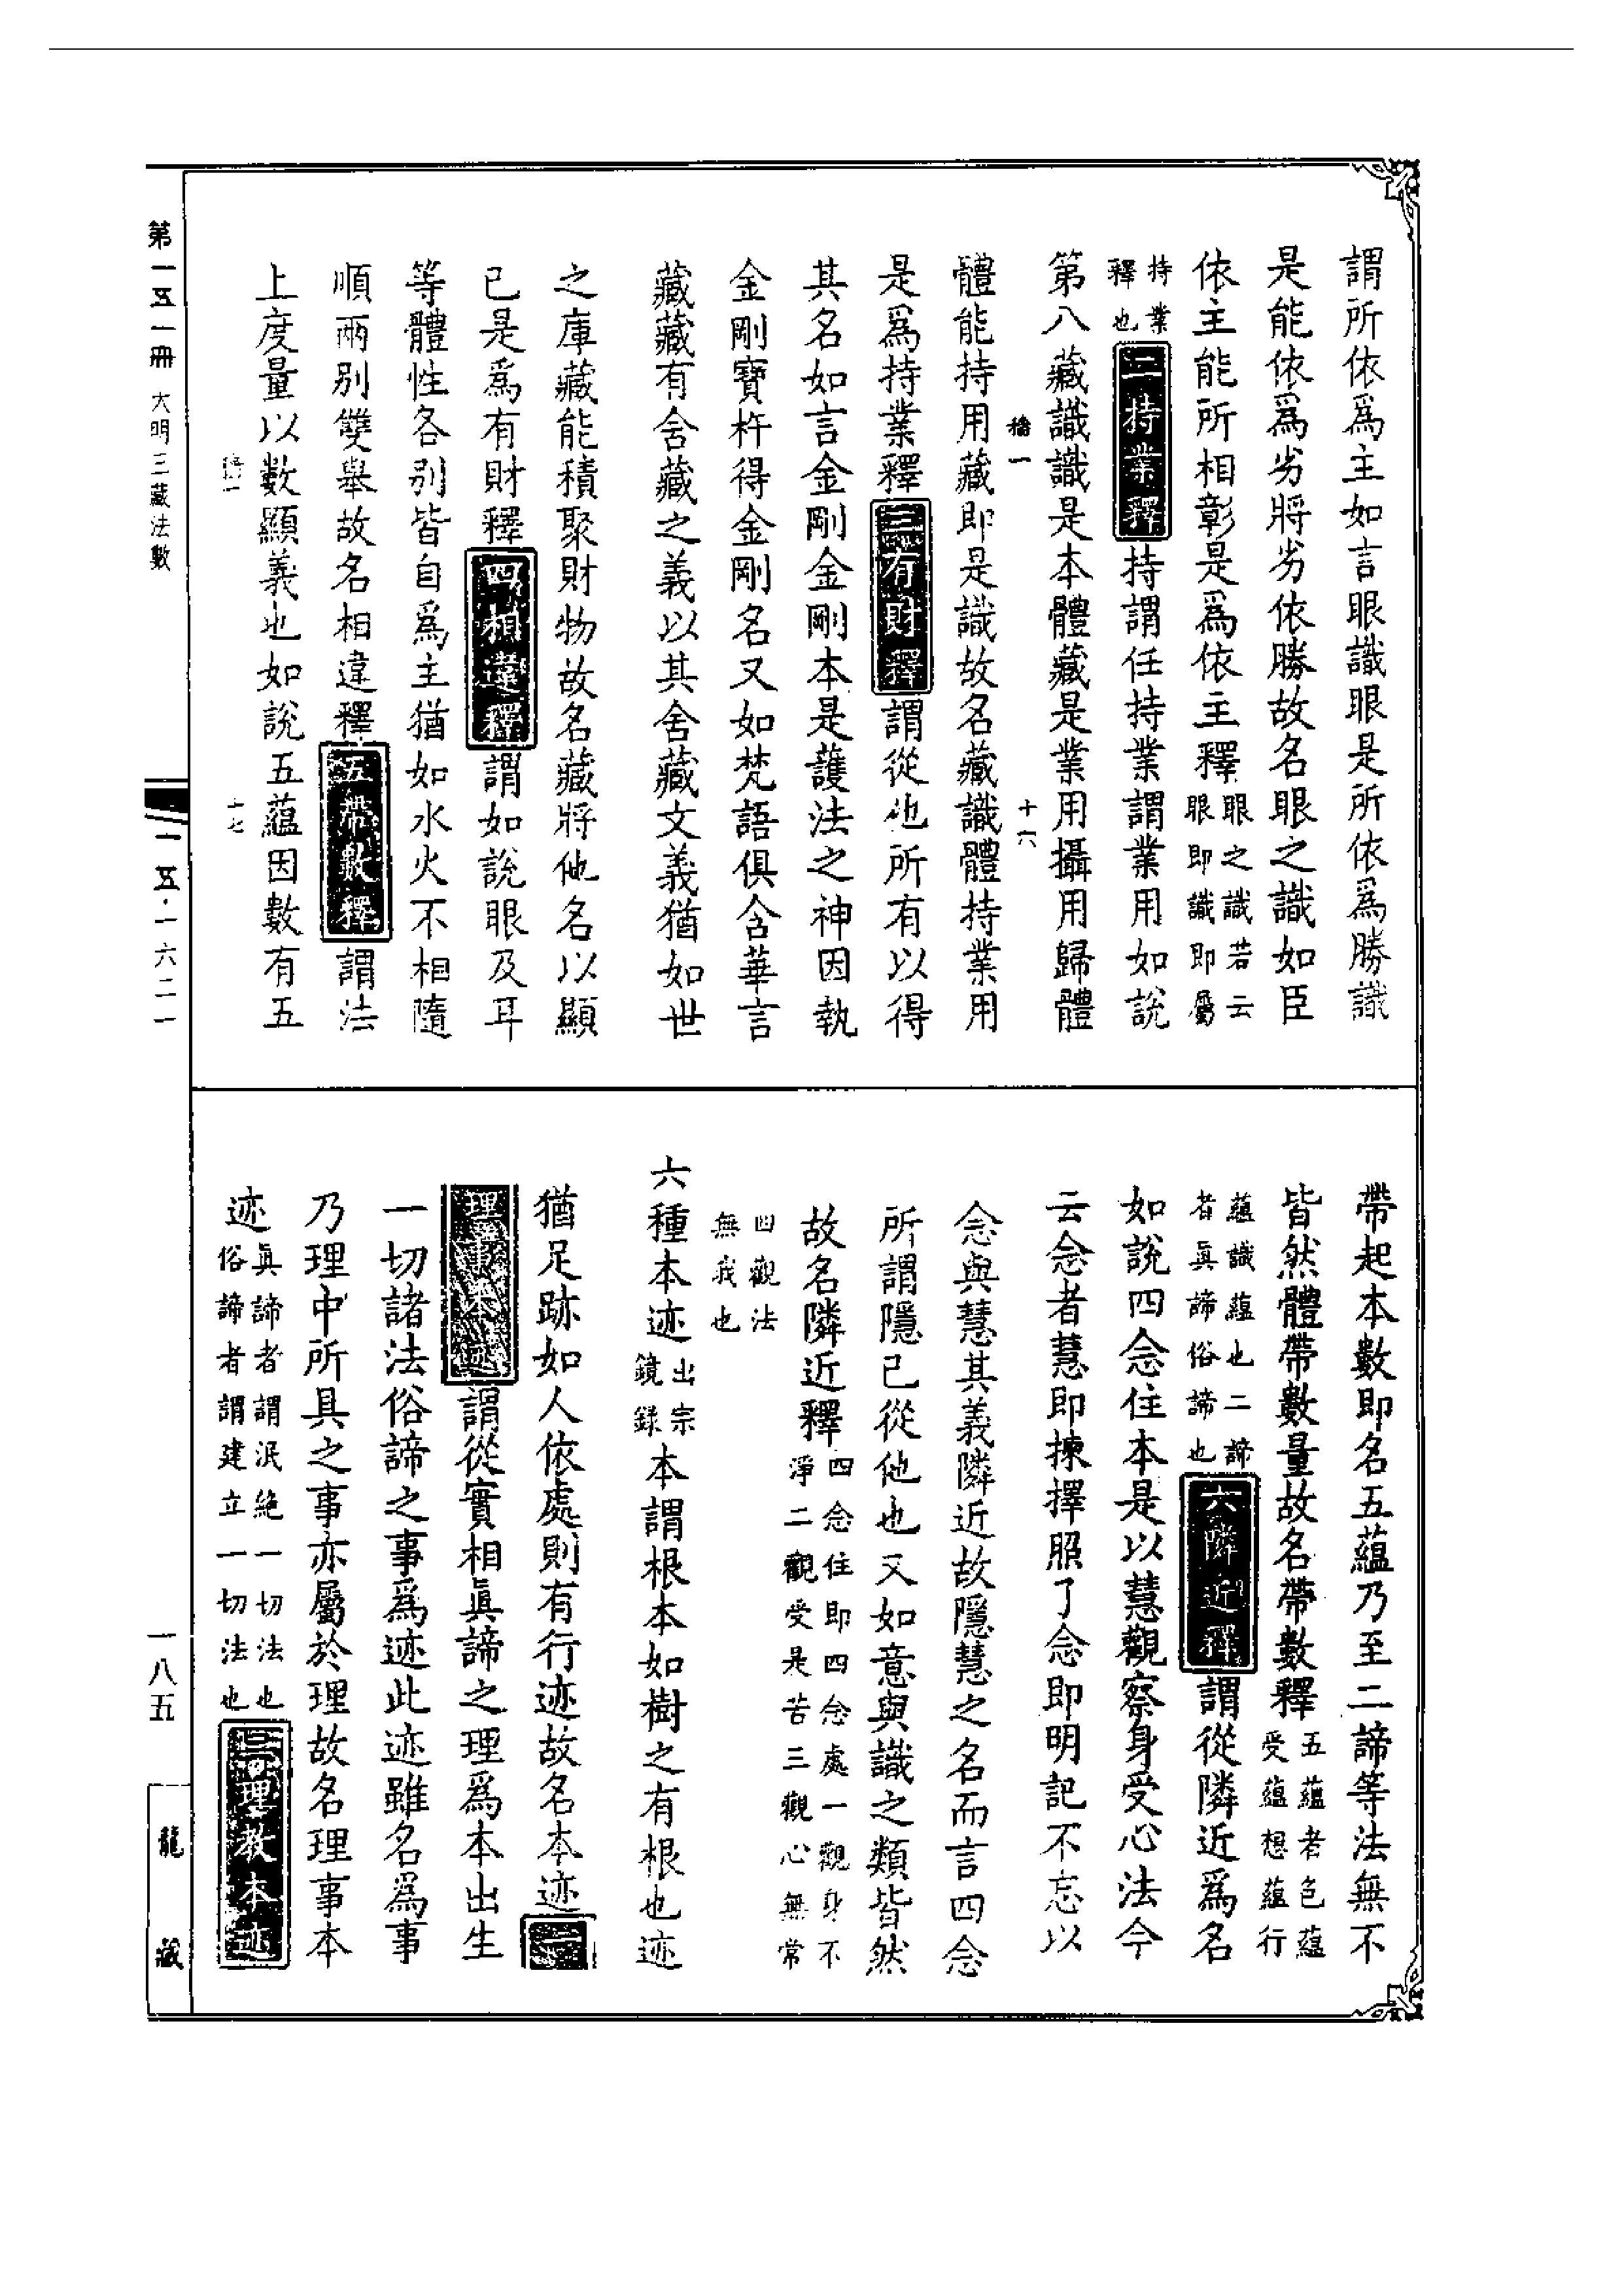 謂所依爲主如言眼識眼是所依爲勝識
是能依爲劣將劣依勝故名眼之識如臣
依主能所相彰是爲依主釋眼之識若云眼即識即屬
持業釋也二持業釋持謂任持業謂業用如說
第八藏識識是本體藏是業用攝用歸體
十六
體能持用藏即是識故名藏識體持業用
是爲持業釋三有財釋謂從他所有以得
其名如言金剛金剛本是護法之神因執
金剛寶杵得金剛名又如梵語俱含華言
藏藏有含藏之義以其含藏文義猶如世
之庫藏能積聚財物故名藏將他名以顯
已是爲有財釋四相違釋謂如說眼及耳
等體性各別皆自爲主猶如水火不相隨
順兩別雙舉故名相違釋五帶數釋謂法
上度量以數顯義也如說五蘊因數有五
十七
帶起本數即名五蘊乃至二諦等法無不
皆然體帶數量故名帶數釋五蘊者色蘊受蘊想蘊行
蘊識蘊也二諦者眞諦俗諦也六隣近釋謂從隣近爲名
如說四念住本是以慧觀察身受心法今
云念者慧即揀擇照了念即明記不忘以
念與慧其義隣近故隱慧之名而言四念
所謂隱已從他也又如意與識之類皆然
故名隣近釋四念住即四念處一觀身不淨二觀受是苦三觀心無常
四觀法無我也
六種本迹出宗鏡錄本謂根本如樹之有根也迹
猶足跡如人依處則有行迹故名本迹一
理事本迹謂從實相眞諦之理爲本出生
一切諸法俗諦之事爲迹此迹雖名爲事
乃理中所具之事亦屬於理故名理事本
迹眞諦者謂泯絶一切法也俗諦者謂建立一切法也二理教本迹
第一五一冊 大明三藏法數
一五·一六二一
一八五
龍藏